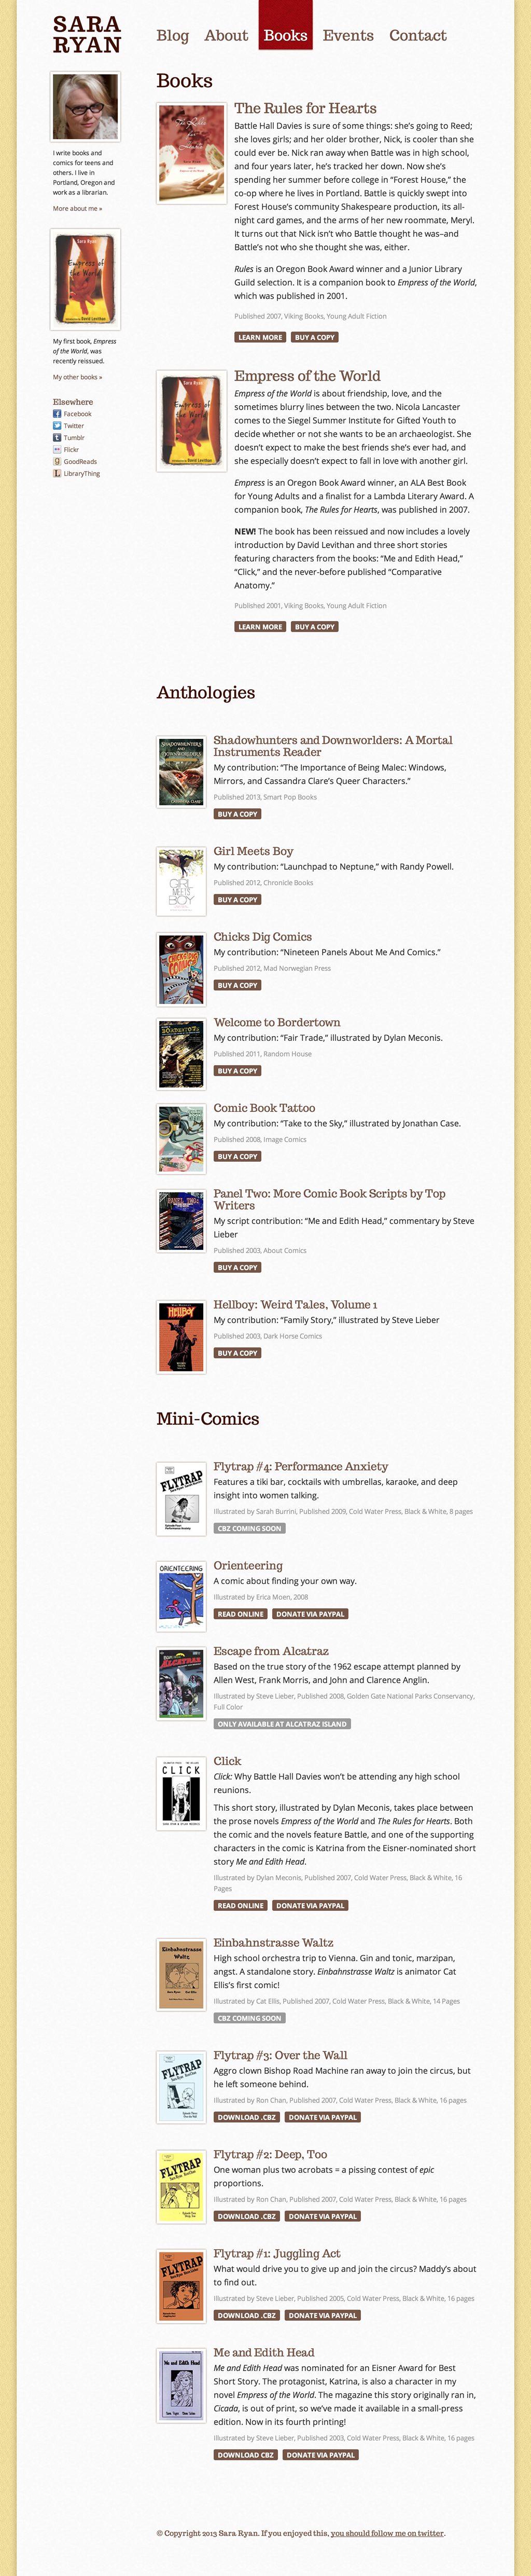 SARA
RYAN
Blog About Books Events Contact
I write books and
comics for teens and
others. I live in
Portland, Oregon and
work as a librarian.
More about me »
My first book, Empress
of the World, was
recently reissued.
My other books »
Elsewhere
Facebook
Twitter
Tumblr
Flickr
GoodReads
LibraryThing
Books
The Rules for Hearts
Battle Hall Davies is sure of some things: she's going to Reed;
she loves girls; and her older brother, Nick, is cooler than she
could ever be. Nick ran away when Battle was in high school,
and four years later, he's tracked her down. Now she's
spending her summer before college in “Forest House,” the
co-op where he lives in Portland. Battle is quickly swept into
Forest House's community Shakespeare production, its all-
night card games, and the arms of her new roommate, Meryl.
It turns out that Nick isn't who Battle thought he was–and
Battle's not who she thought she was, either.
Rules is an Oregon Book Award winner and a Junior Library
Guild selection. It is a companion book to Empress of the World,
which was published in 2001.
Published 2007, Viking Books, Young Adult Fiction
LEARN MORE BUY A COPY
Empress of the World
Empress of the World is about friendship, love, and the
sometimes blurry lines between the two. Nicola Lancaster
comes to the Siegel Summer Institute for Gifted Youth to
decide whether or not she wants to be an archaeologist. She
doesn't expect to make the best friends she's ever had, and
she especially doesn't expect to fall in love with another girl.
Empress is an Oregon Book Award winner, an ALA Best Book
for Young Adults and a finalist for a Lambda Literary Award. A
companion book, The Rules for Hearts, was published in 2007.
NEW! The book has been reissued and now includes a lovely
introduction by David Levithan and three short stories
featuring characters from the books: “Me and Edith Head,”
“Click,” and the never-before published “Comparative
Anatomy.”
Published 2001, Viking Books, Young Adult Fiction
LEARN MORE BUY A COPY
Anthologies
Shadowhunters and Downworlders: A Mortal
Instruments Reader
My contribution: “The Importance of Being Malec: Windows,
Mirrors, and Cassandra Clare's Queer Characters.”
Published 2013, Smart Pop Books
BUY A COPY
Girl Meets Boy
My contribution: “Launchpad to Neptune,” with Randy Powell.
Published 2012, Chronicle Books
BUY A COPY
Chicks Dig Comics
My contribution: “Nineteen Panels About Me And Comics.”
Published 2012, Mad Norwegian Press
BUY A COPY
Welcome to Bordertown
My contribution: “Fair Trade,” illustrated by Dylan Meconis.
Published 2011, Random House
BUY A COPY
Comic Book Tattoo
My contribution: “Take to the Sky,” illustrated by Jonathan Case.
Published 2008, Image Comics
BUY A COPY
Panel Two: More Comic Book Scripts by Top
Writers
My script contribution: “Me and Edith Head,” commentary by Steve
Lieber
Published 2003, About Comics
BUY A COPY
Hellboy: Weird Tales, Volume 1
My contribution: “Family Story,” illustrated by Steve Lieber
Published 2003, Dark Horse Comics
BUY A COPY
Mini-Comics
Flytrap #4: Performance Anxiety
Features a tiki bar, cocktails with umbrellas, karaoke, and deep
insight into women talking.
Illustrated by Sarah Burrini, Published 2009, Cold Water Press, Black & White, 8 pages
CBZ COMING SOON
Orienteering
A comic about finding your own way.
Illustrated by Erica Moen, 2008
READ ONLINE DONATE VIA PAYPAL
Escape from Alcatraz
Based on the true story of the 1962 escape attempt planned by
Allen West, Frank Morris, and John and Clarence Anglin.
Illustrated by Steve Lieber, Published 2008, Golden Gate National Parks Conservancy,
Full Color
ONLY AVAILABLE AT ALCATRAZ ISLAND
Click
Click: Why Battle Hall Davies won't be attending any high school
reunions.
This short story, illustrated by Dylan Meconis, takes place between
the prose novels Empress of the World and The Rules for Hearts. Both
the comic and the novels feature Battle, and one of the supporting
characters in the comic is Katrina from the Eisner-nominated short
story Me and Edith Head.
Illustrated by Dylan Meconis, Published 2007, Cold Water Press, Black & White, 16
Pages
READ ONLINE DONATE VIA PAYPAL
Einbahnstrasse Waltz
High school orchestra trip to Vienna. Gin and tonic, marzipan,
angst. A standalone story. Einbahnstrasse Waltz is animator Cat
Ellis's first comic!
Illustrated by Cat Ellis, Published 2007, Cold Water Press, Black & White, 14 Pages
CBZ COMING SOON
Flytrap #3: Over the Wall
Aggro clown Bishop Road Machine ran away to join the circus, but
he left someone behind.
Illustrated by Ron Chan, Published 2007, Cold Water Press, Black & White, 16 pages
DOWNLOAD .CBZ DONATE VIA PAYPAL
Flytrap #2: Deep, Too
One woman plus two acrobats = a pissing contest of epic
proportions.
Illustrated by Ron Chan, Published 2007, Cold Water Press, Black & White, 16 pages
DOWNLOAD .CBZ DONATE VIA PAYPAL
Flytrap #1: Juggling Act
What would drive you to give up and join the circus? Maddy's about
to find out.
Illustrated by Steve Lieber, Published 2005, Cold Water Press, Black & White, 16 pages
DOWNLOAD .CBZ DONATE VIA PAYPAL
Me and Edith Head
Me and Edith Head was nominated for an Eisner Award for Best
Short Story. The protagonist, Katrina, is also a character in my
novel Empress of the World. The magazine this story originally ran in,
Cicada, is out of print, so we've made it available in a small-press
edition. Now in its fourth printing!
Illustrated by Steve Lieber, Published 2003, Cold Water Press, Black & White, 16 pages
DOWNLOAD CBZ DONATE VIA PAYPAL
© Copyright 2013 Sara Ryan. If you enjoyed this, you should follow me on twitter.